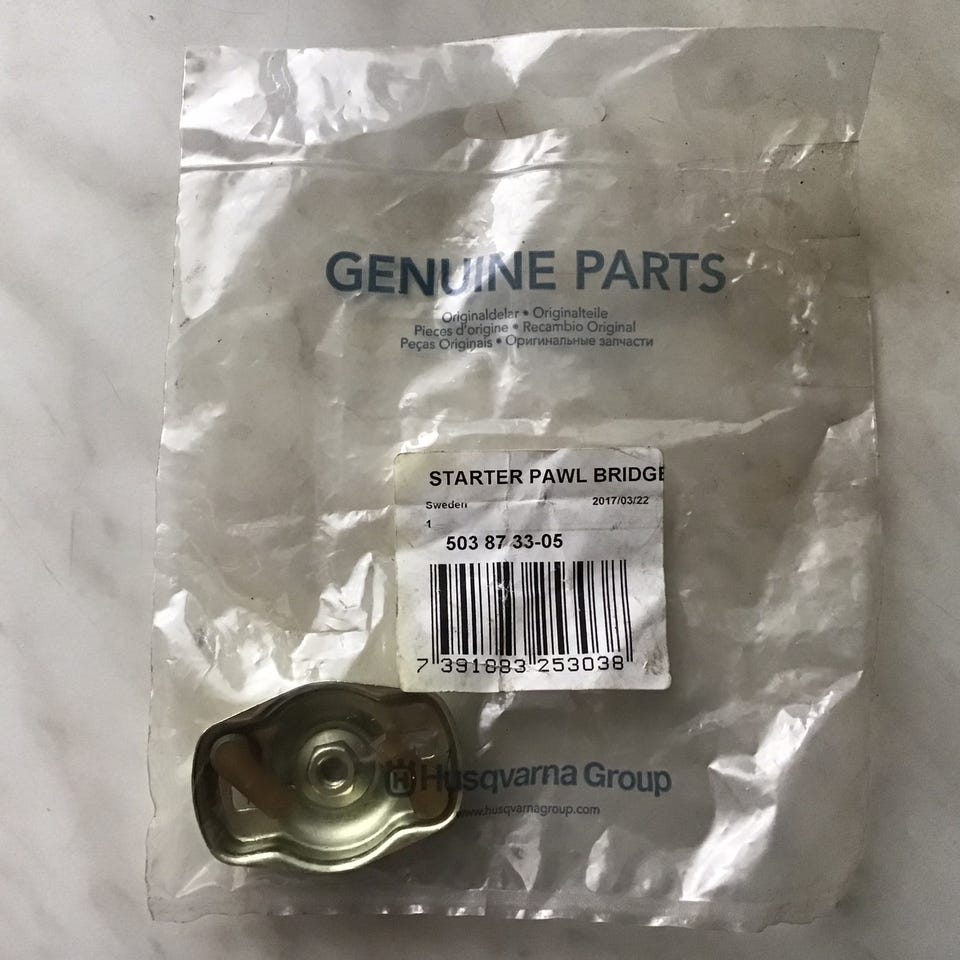 GENUINE PARTS
Originaldelar • Originalteile
Pieces d'origine • Recambio Original
Peças Originais • Оригинальные запчасти
STARTER PAWL BRIDGE
Sweden 2017/03/22
1
503 87 33-05
7 391883 253038
H Husqvarna Group
www.husqvarnagroup.com